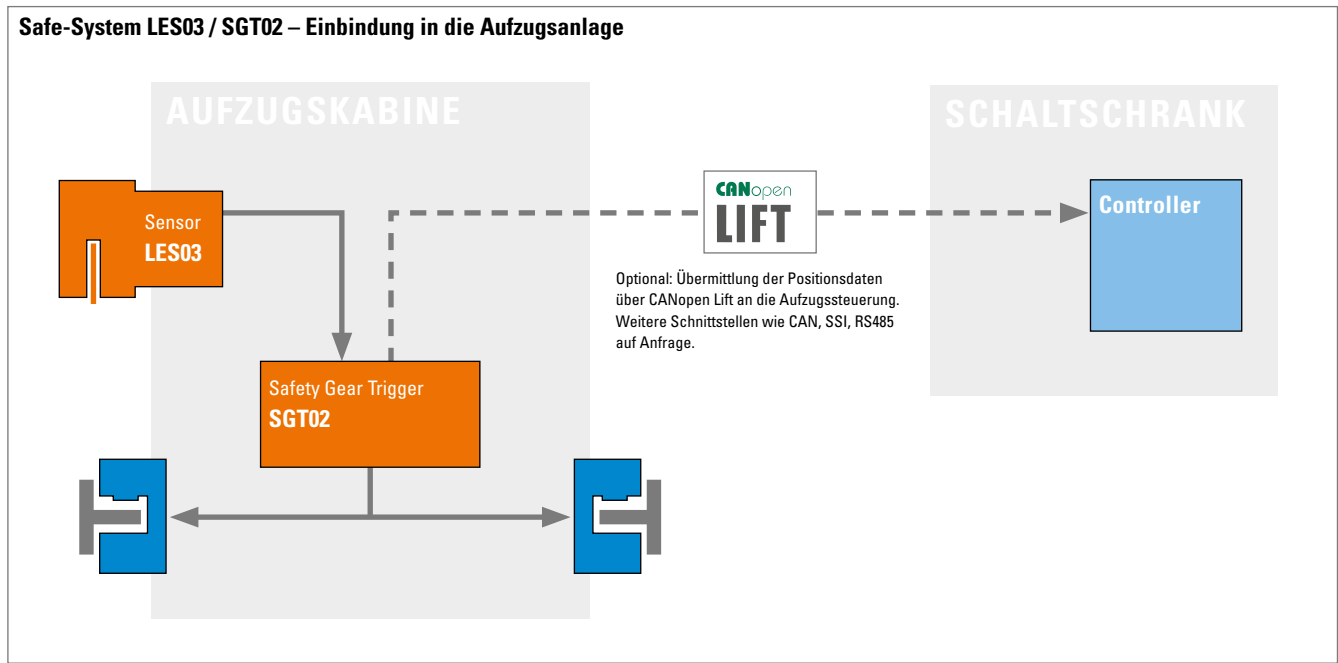 Safe-System LES03 / SGT02 – Einbindung in die Aufzugsanlage
AUFZUGSKABINE
SCHALTSCHRANK
Sensor
LES03
CANopen
LIFT
Controller
Optional: Übermittlung der Positionsdaten
über CANopen Lift an die Aufzugssteuerung.
Weitere Schnittstellen wie CAN, SSI, RS485
auf Anfrage.
Safety Gear Trigger
SGT02